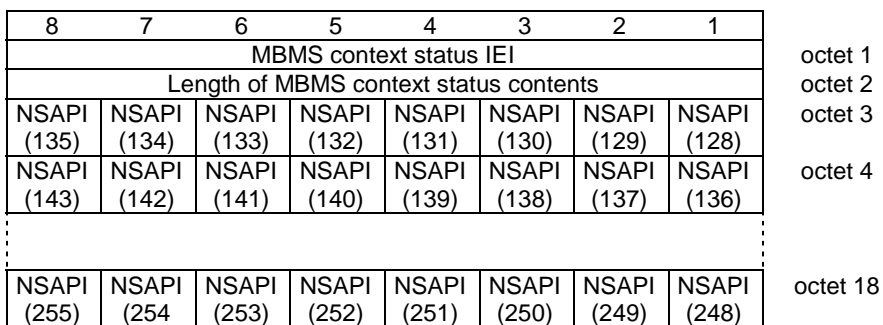 8 7 6 5 4 3 2 1
MBMS context status IEI octet 1
Length of MBMS context status contents octet 2
NSAPI NSAPI NSAPI NSAPI NSAPI NSAPI NSAPI NSAPI octet 3
(135) (134) (133) (132) (131) (130) (129) (128)
NSAPI NSAPI NSAPI NSAPI NSAPI NSAPI NSAPI NSAPI octet 4
(143) (142) (141) (140) (139) (138) (137) (136)
NSAPI NSAPI NSAPI NSAPI NSAPI NSAPI NSAPI NSAPI octet 18
(255) (254 (253) (252) (251) (250) (249) (248)